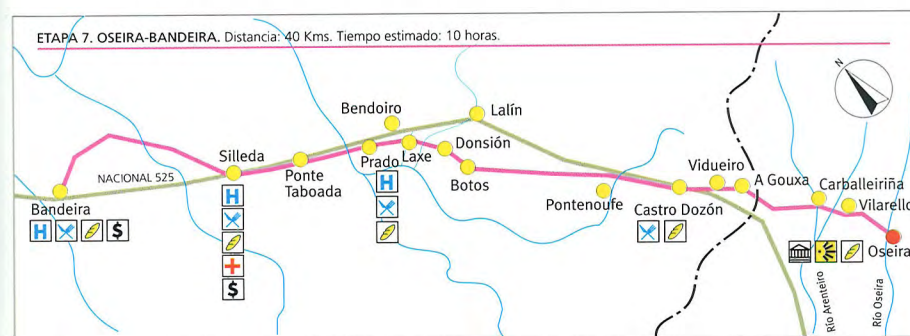 ETAPA 7. OSEIRA-BANDEIRA. Distancia: 40 Kms. Tiempo estimado: 10 horas.
N
Bendoiro
Lalín
Silleda
Prado
Laxe
Donsión
Ponte
Taboada
Botos
NACIONAL 525
Bandeira
H
$
H
$
H
Pontenoufe
Castro Dozón
Vidueiro
A Gouxa
Carballeiriña
Vilarello
Oseira
Río Arenteiro
Río Oseira